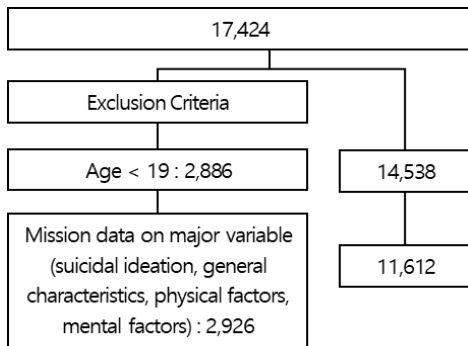 17,424
Exclusion Criteria
Age < 19 : 2,886
14,538
Mission data on major variable
(suicidal ideation, general
characteristics, physical factors,
mental factors) : 2,926
11,612